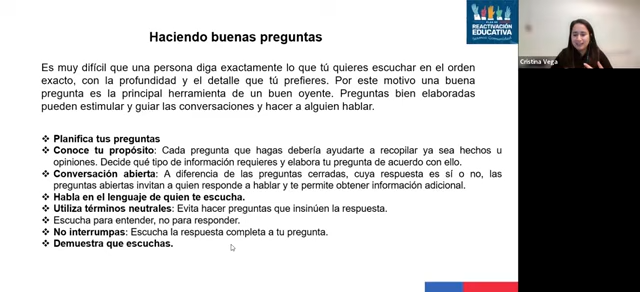 Haciendo buenas preguntas
Es muy difícil que una persona diga exactamente lo que tú quieres escuchar en el orden
exacto, con la profundidad y el detalle que tú prefieres. Por este motivo una buena
pregunta es la principal herramienta de un buen oyente. Preguntas bien elaboradas
pueden estimular y guiar las conversaciones y hacer a alguien hablar.
❖ Planifica tus preguntas
❖ Conoce tu propósito: Cada pregunta que hagas debería ayudarte a recopilar ya sea hechos u
opiniones. Decide qué tipo de información requieres y elabora tu pregunta de acuerdo con ello.
❖ Conversación abierta: A diferencia de las preguntas cerradas, cuya respuesta es sí o no, las
preguntas abiertas invitan a quien responde a hablar y te permite obtener información adicional.
❖ Habla en el lenguaje de quien te escucha.
❖ Utiliza términos neutrales: Evita hacer preguntas que insinúen la respuesta.
❖ Escucha para entender, no para responder.
❖ No interrumpas: Escucha la respuesta completa a tu pregunta.
❖ Demuestra que escuchas.
REACTIVACIÓN
EDUCATIVA
Cristina Vega